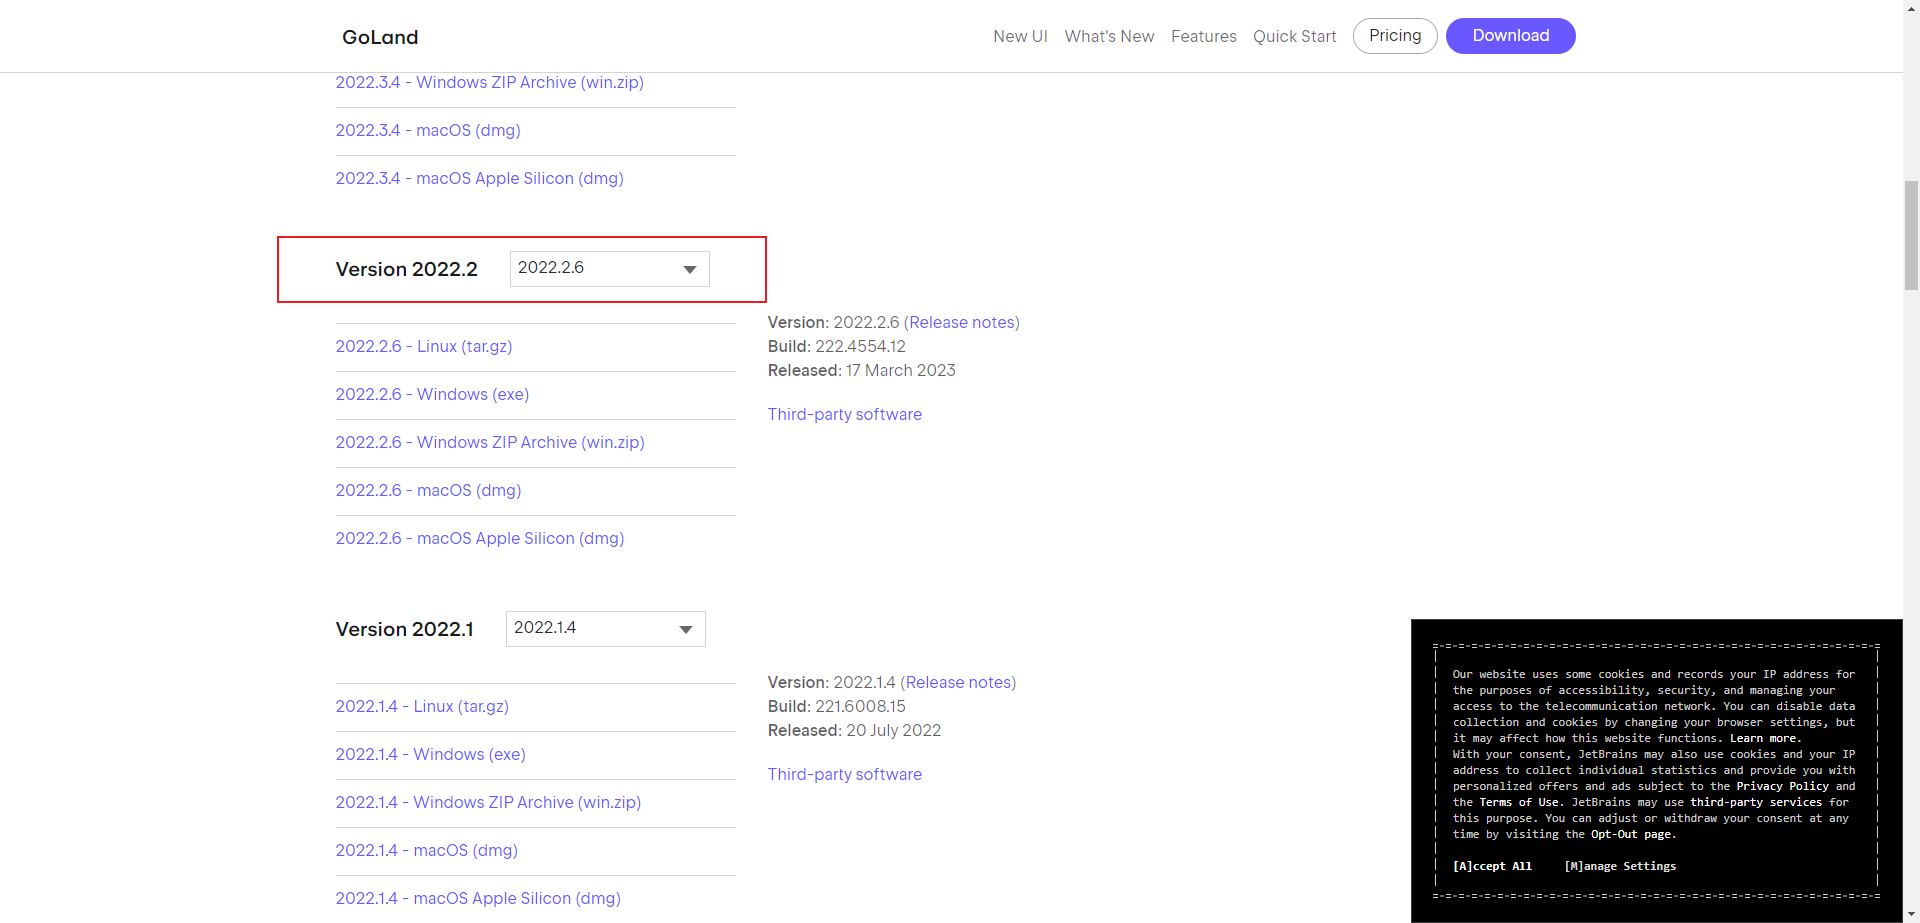 GoLand
New UI What's New Features Quick Start Pricing Download
2022.3.4 - Windows ZIP Archive (win.zip)
2022.3.4 - macOS (dmg)
2022.3.4 - macOS Apple Silicon (dmg)
Version 2022.2 2022.2.6
2022.2.6 - Linux (tar.gz)
2022.2.6 - Windows (exe)
2022.2.6 - Windows ZIP Archive (win.zip)
2022.2.6 - macOS (dmg)
2022.2.6 - macOS Apple Silicon (dmg)
Version: 2022.2.6 (Release notes)
Build: 222.4554.12
Released: 17 March 2023
Third-party software
Version 2022.1 2022.1.4
2022.1.4 - Linux (tar.gz)
2022.1.4 - Windows (exe)
2022.1.4 - Windows ZIP Archive (win.zip)
2022.1.4 - macOS (dmg)
2022.1.4 - macOS Apple Silicon (dmg)
Version: 2022.1.4 (Release notes)
Build: 221.6008.15
Released: 20 July 2022
Third-party software
Our website uses some cookies and records your IP address for
the purposes of accessibility, security, and managing your
access to the telecommunication network. You can disable data
collection and cookies by changing your browser settings, but
it may affect how this website functions. Learn more.
With your consent, JetBrains may also use cookies and your IP
address to collect individual statistics and provide you with
personalized offers and ads subject to the Privacy Policy and
the Terms of Use. JetBrains may use third-party services for
this purpose. You can adjust or withdraw your consent at any
time by visiting the Opt-Out page.
[A]ccept All [M]anage Settings